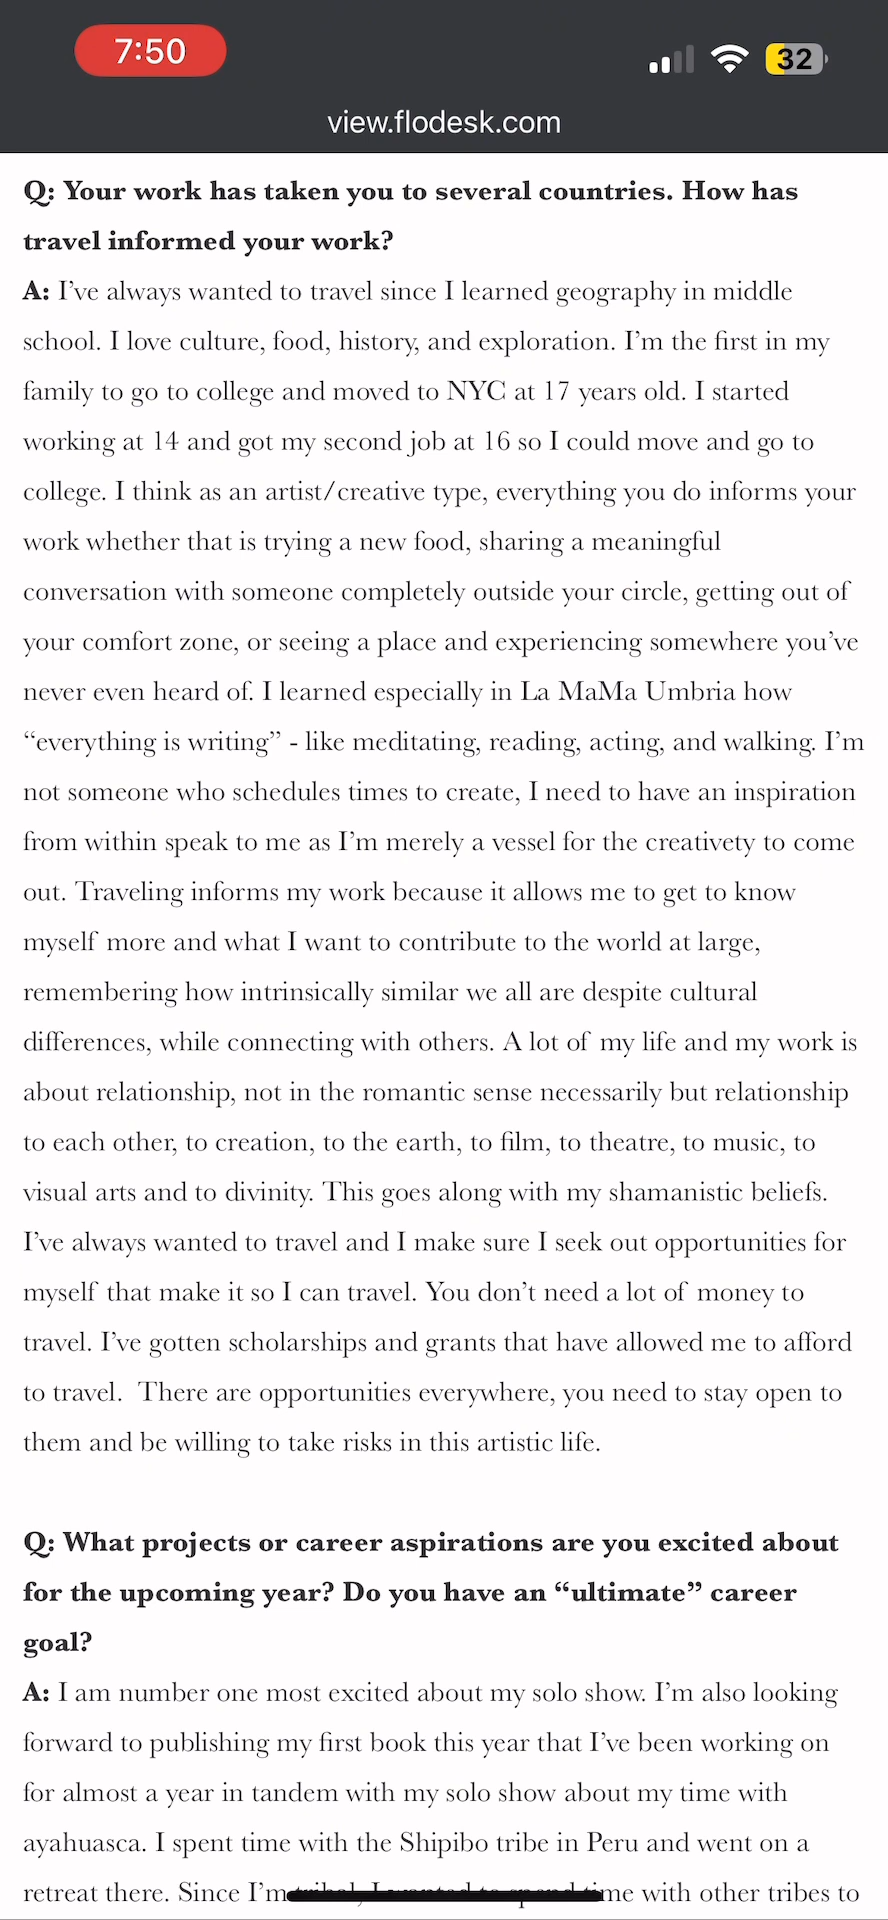 7:50
32
view.flodesk.com
Q: Your work has taken you to several countries. How has
travel informed your work?
A: I’ve always wanted to travel since I learned geography in middle
school. I love culture, food, history, and exploration. I’m the first in my
family to go to college and moved to NYC at 17 years old. I started
working at 14 and got my second job at 16 so I could move and go to
college. I think as an artist/creative type, everything you do informs your
work whether that is trying a new food, sharing a meaningful
conversation with someone completely outside your circle, getting out of
your comfort zone, or seeing a place and experiencing somewhere you’ve
never even heard of. I learned especially in La MaMa Umbria how
“everything is writing” - like meditating, reading, acting, and walking. I’m
not someone who schedules times to create, I need to have an inspiration
from within speak to me as I’m merely a vessel for the creativety to come
out. Traveling informs my work because it allows me to get to know
myself more and what I want to contribute to the world at large,
remembering how intrinsically similar we all are despite cultural
differences, while connecting with others. A lot of my life and my work is
about relationship, not in the romantic sense necessarily but relationship
to each other, to creation, to the earth, to film, to theatre, to music, to
visual arts and to divinity. This goes along with my shamanistic beliefs.
I’ve always wanted to travel and I make sure I seek out opportunities for
myself that make it so I can travel. You don’t need a lot of money to
travel. I’ve gotten scholarships and grants that have allowed me to afford
to travel.  There are opportunities everywhere, you need to stay open to
them and be willing to take risks in this artistic life.
Q: What projects or career aspirations are you excited about
for the upcoming year? Do you have an “ultimate” career
goal?
A: I am number one most excited about my solo show. I’m also looking
forward to publishing my first book this year that I’ve been working on
for almost a year in tandem with my solo show about my time with
ayahuasca. I spent time with the Shipibo tribe in Peru and went on a
retreat there. Since I’m tribal, I wanted to spend time with other tribes to